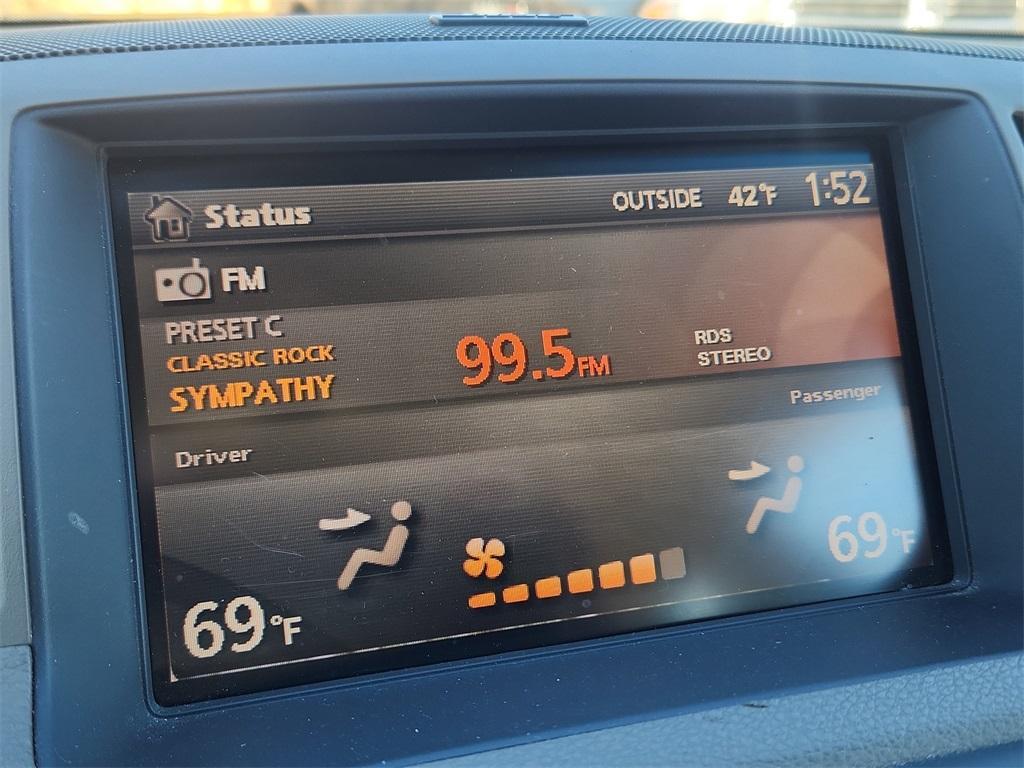 Status OUTSIDE 42°F 1:52
FM
PRESET C
CLASSIC ROCK
SYMPATHY
99.5FM
RDS
STEREO
Passenger
Driver
69°F
69°F